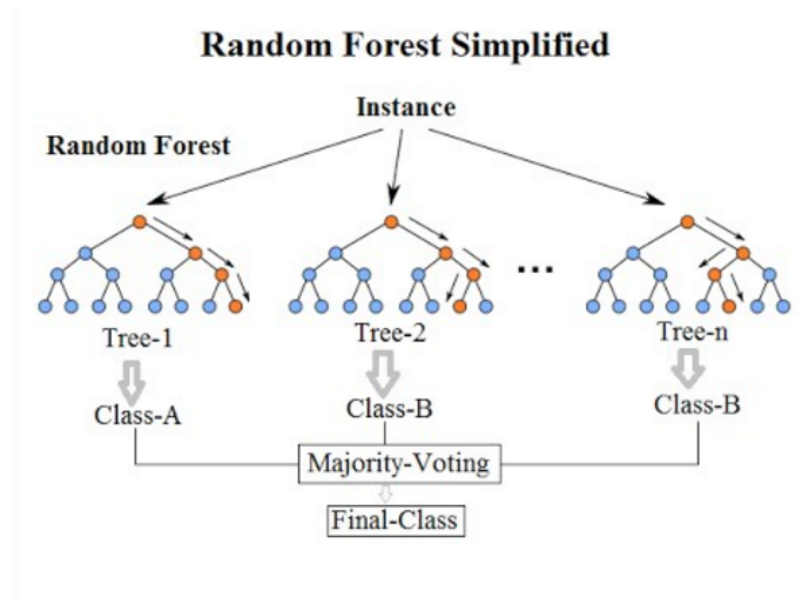 Random Forest Simplified
Instance
Random Forest
...
Tree-1
Tree-2
Tree-n
Class-A
Class-B
Class-B
Majority-Voting
Final-Class